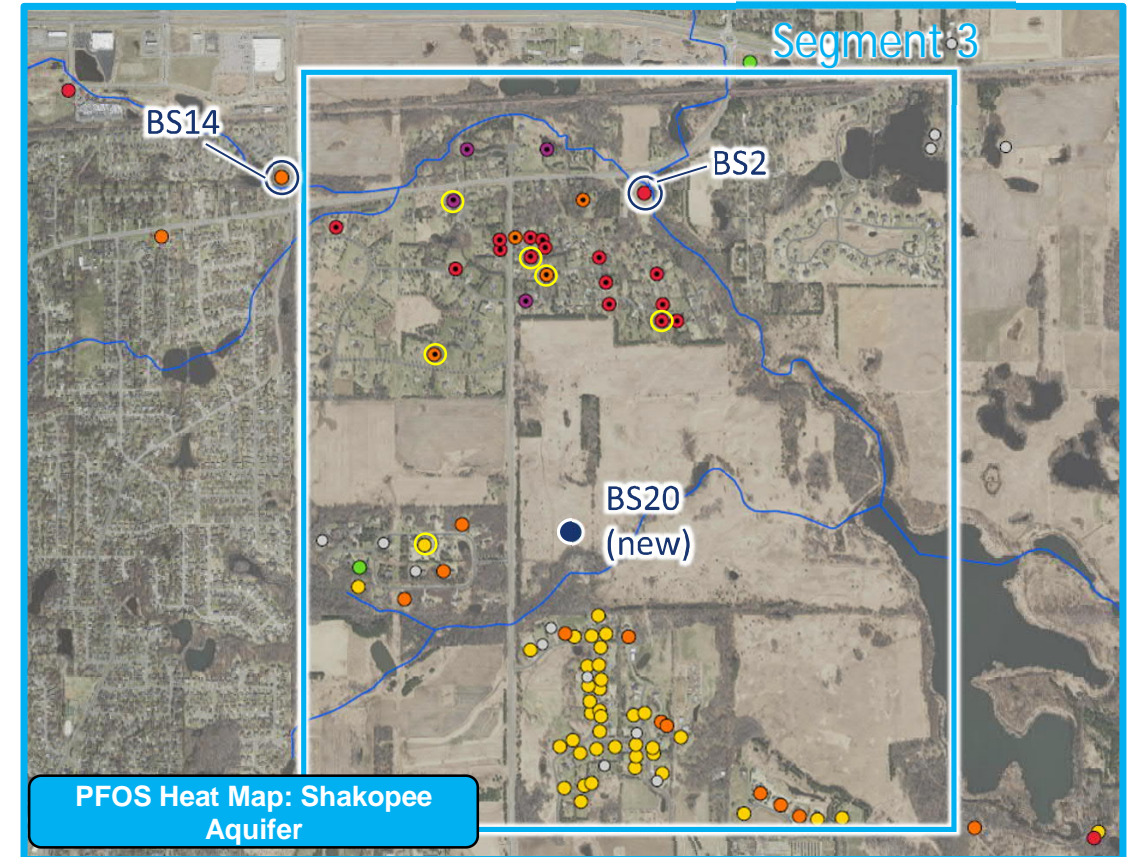 Segment 3
BS14
BS2
BS20
(new)
PFOS Heat Map: Shakopee
Aquifer